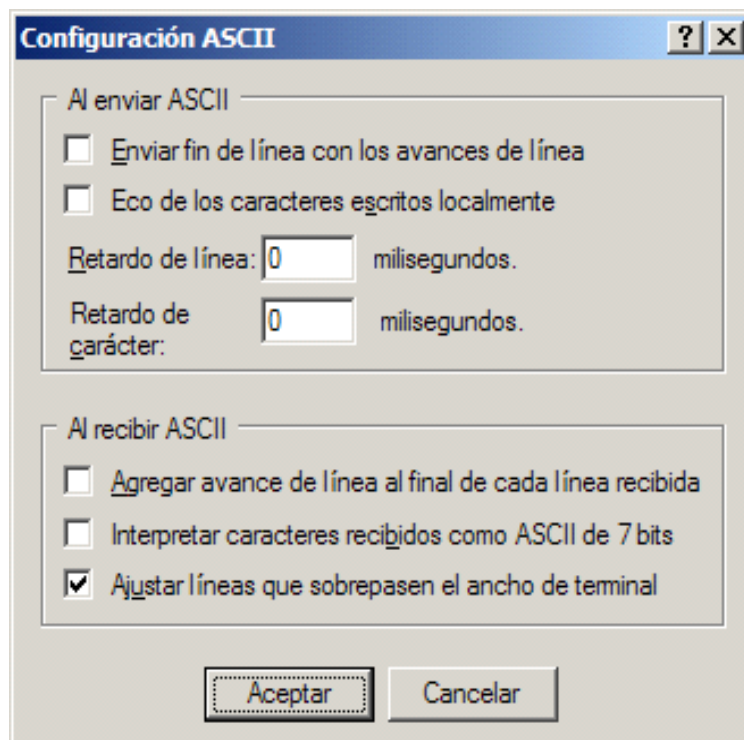 Configuración ASCII
Al enviar ASCII
Enviar fin de línea con los avances de línea
Eco de los caracteres escritos localmente
Retardo de línea: 0 milisegundos.
Retardo de
carácter: 0 milisegundos.
Al recibir ASCII
Agregar avance de línea al final de cada línea recibida
Interpretar caracteres recibidos como ASCII de 7 bits
Ajustar líneas que sobrepasen el ancho de terminal
Aceptar Cancelar